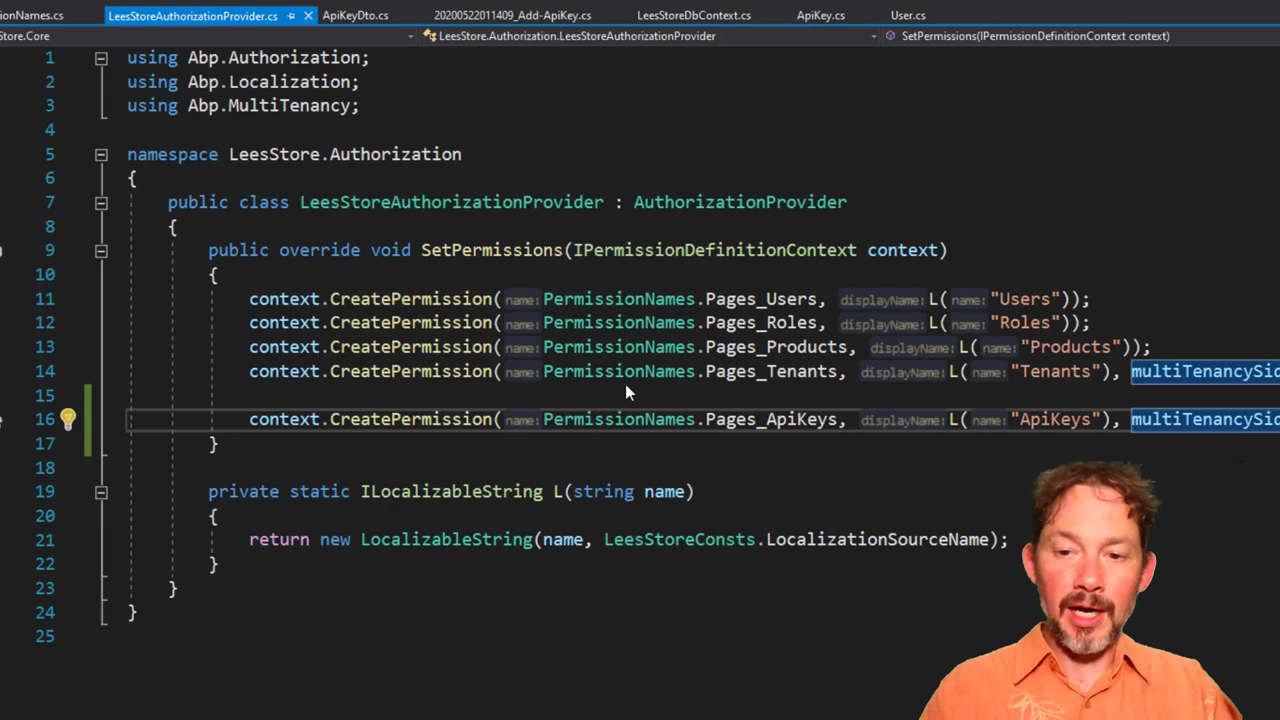 onNames.cs LeesStoreAuthorizationProvider.cs ApiKeyDto.cs 20200522011409_Add-ApiKey.cs LeesStoreDbContext.cs ApiKey.cs User.cs
Store.Core LeesStore.Authorization.LeesStoreAuthorizationProvider SetPermissions(IPermissionDefinitionContext context)
1 using Abp.Authorization;
2 using Abp.Localization;
3 using Abp.MultiTenancy;
4
5 namespace LeesStore.Authorization
6 {
7 public class LeesStoreAuthorizationProvider : AuthorizationProvider
8 {
9 public override void SetPermissions(IPermissionDefinitionContext context)
10 {
11 context.CreatePermission(name: PermissionNames.Pages_Users, displayName: L(name: "Users"));
12 context.CreatePermission(name: PermissionNames.Pages_Roles, displayName: L(name: "Roles"));
13 context.CreatePermission(name: PermissionNames.Pages_Products, displayName: L(name: "Products"));
14 context.CreatePermission(name: PermissionNames.Pages_Tenants, displayName: L(name: "Tenants"), multiTenancySid
15
16 context.CreatePermission(name: PermissionNames.Pages_ApiKeys, displayName: L(name: "ApiKeys"), multiTenancySid
17 }
18
19 private static ILocalizableString L(string name)
20 {
21 return new LocalizableString(name, LeesStoreConsts.LocalizationSourceName);
22 }
23 }
24 }
25